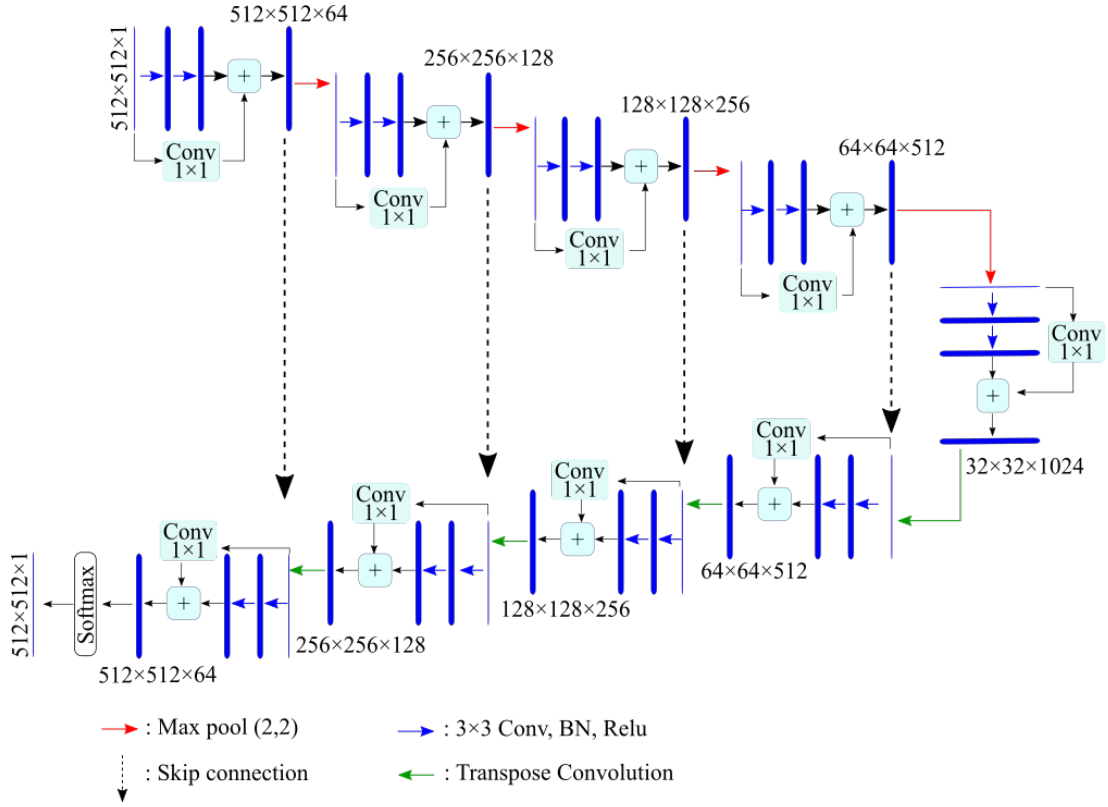 512×512×64
512×512×1
Conv
1×1
+
256×256×128
Conv
1×1
+
128×128×256
Conv
1×1
+
64×64×512
Conv
1×1
+
Conv
1×1
+
32×32×1024
Conv
1×1
+
64×64×512
Conv
1×1
+
128×128×256
Conv
1×1
+
256×256×128
Conv
1×1
+
512×512×64
Softmax
512×512×1
: Max pool (2,2)
: 3×3 Conv, BN, Relu
: Skip connection
: Transpose Convolution